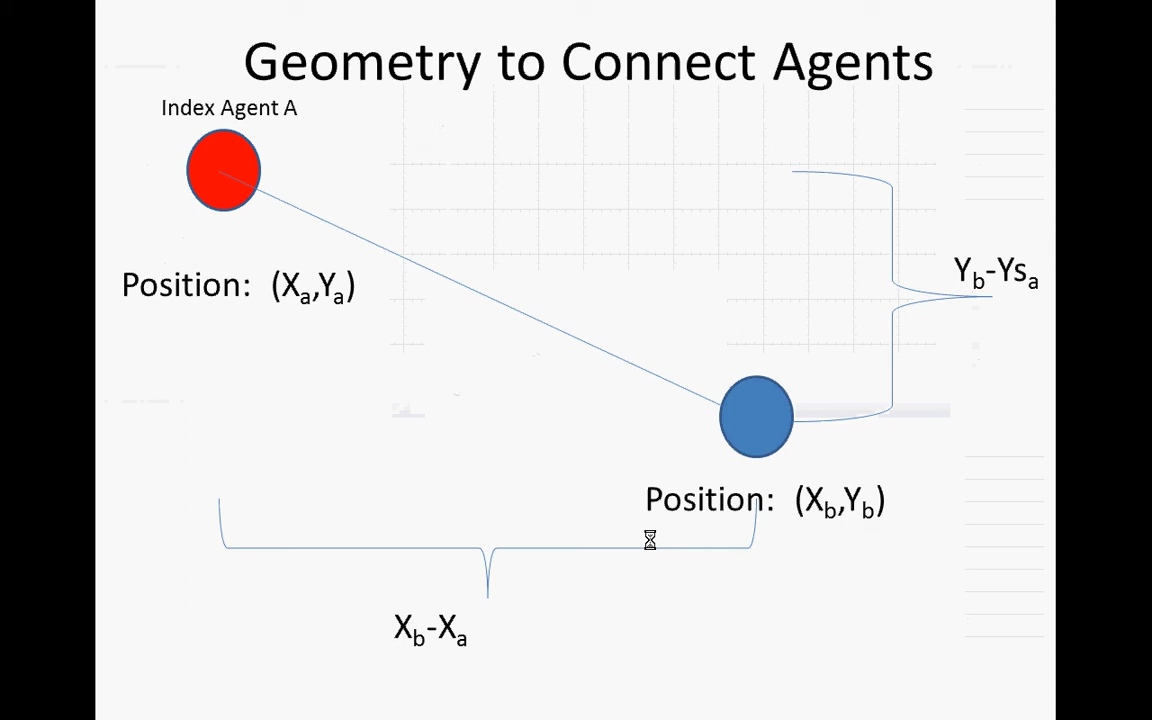 Geometry to Connect Agents
Index Agent A
Position: (Xa,Ya)
Yb-Ysa
Position: (Xb,Yb)
Xb-Xa